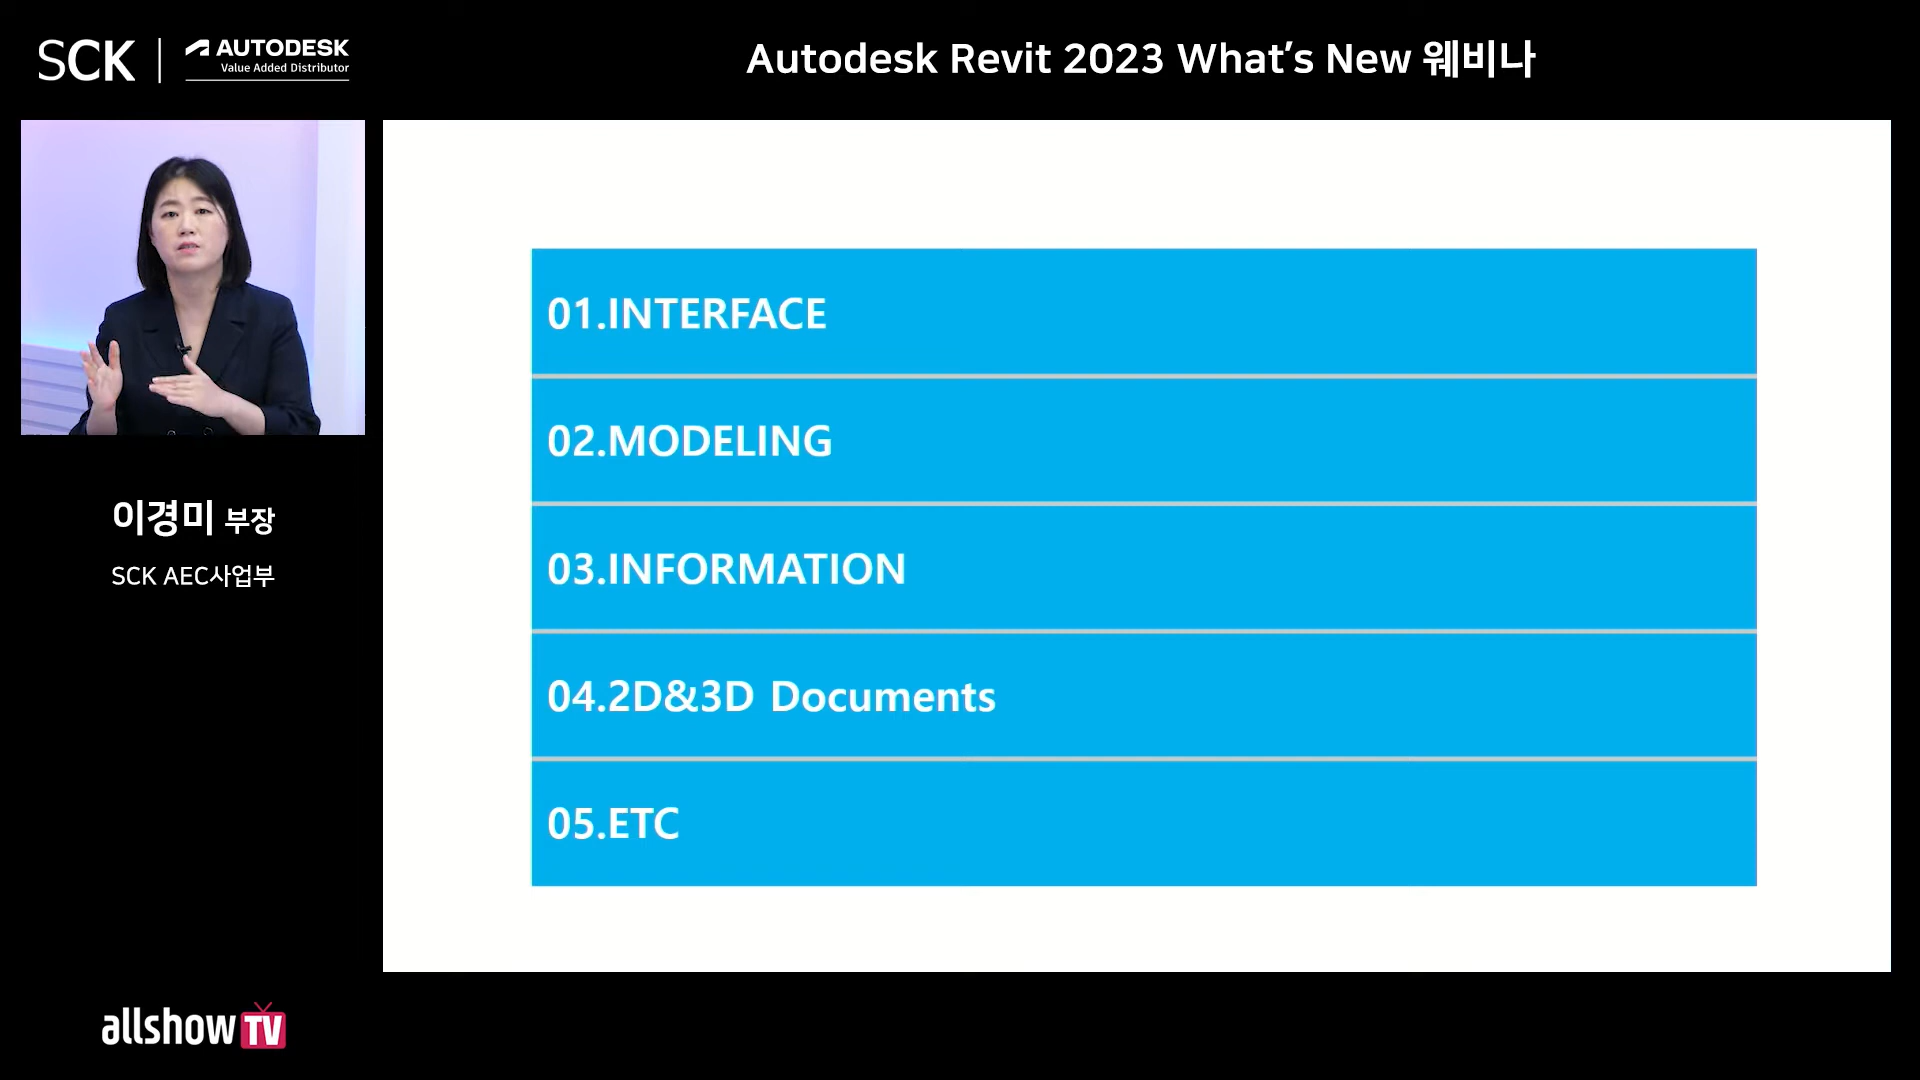 SCK
AUTODESK
Value Added Distributor
Autodesk Revit 2023 What's New 웨비나
01.INTERFACE
02.MODELING
03.INFORMATION
04.2D&3D Documents
05.ETC
이경미 부장
SCK AEC사업부
allshow TV